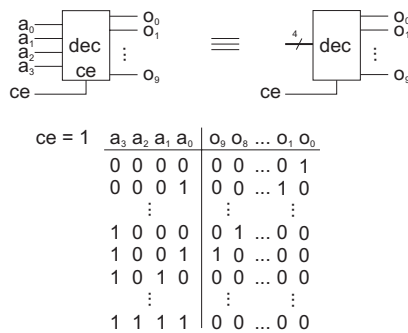 a₀ a₁ a₂ a₃ dec ce ce o₀ o₁ ⋮ o₉
≡
4 dec ce o₀ o₁ ⋮ o₉
ce = 1 a₃ a₂ a₁ a₀ o₉ o₈ ... o₁ o₀
0 0 0 0 0 0 ... 0 1
0 0 0 1 0 0 ... 1 0
⋮ ⋮
1 0 0 0 0 1 ... 0 0
1 0 0 1 1 0 ... 0 0
1 0 1 0 0 0 ... 0 0
⋮ ⋮
1 1 1 1 0 0 ... 0 0